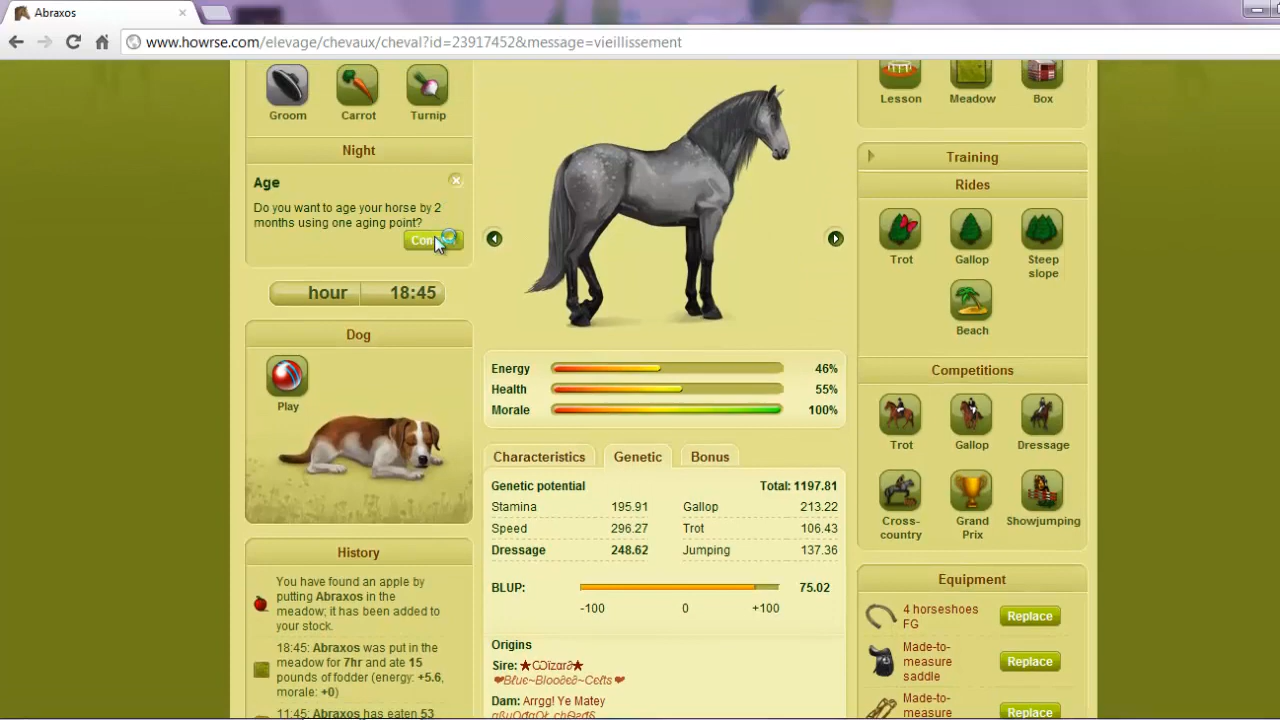 Abraxos
www.howrse.com/elevage/chevaux/cheval?id=23917452&message=vieillissement
Groom
Carrot
Turnip
Night
Age
Do you want to age your horse by 2
months using one aging point?
hour 18:45
Dog
Play
History
You have found an apple by
putting Abraxos in the
meadow; it has been added to
your stock.
18:45: Abraxos was put in the
meadow for 7hr and ate 15
pounds of fodder (energy: +5.6,
morale: +0)
11:45: Abraxos has eaten 53
Energy 46%
Health 55%
Morale 100%
Characteristics
Genetic
Bonus
Genetic potential Total: 1197.81
Stamina 195.91 Gallop 213.22
Speed 296.27 Trot 106.43
Dressage 248.62 Jumping 137.36
BLUP: 75.02
-100 0 +100
Origins
Sire:
Dam: Arrgg! Ye Matey
Lesson
Meadow
Box
Training
Rides
Trot
Gallop
Steep
slope
Beach
Competitions
Trot
Gallop
Dressage
Cross-
country
Grand
Prix
Showjumping
Equipment
4 horseshoes
FG
Replace
Made-to-
measure
saddle
Replace
Made-to-
measure
Replace